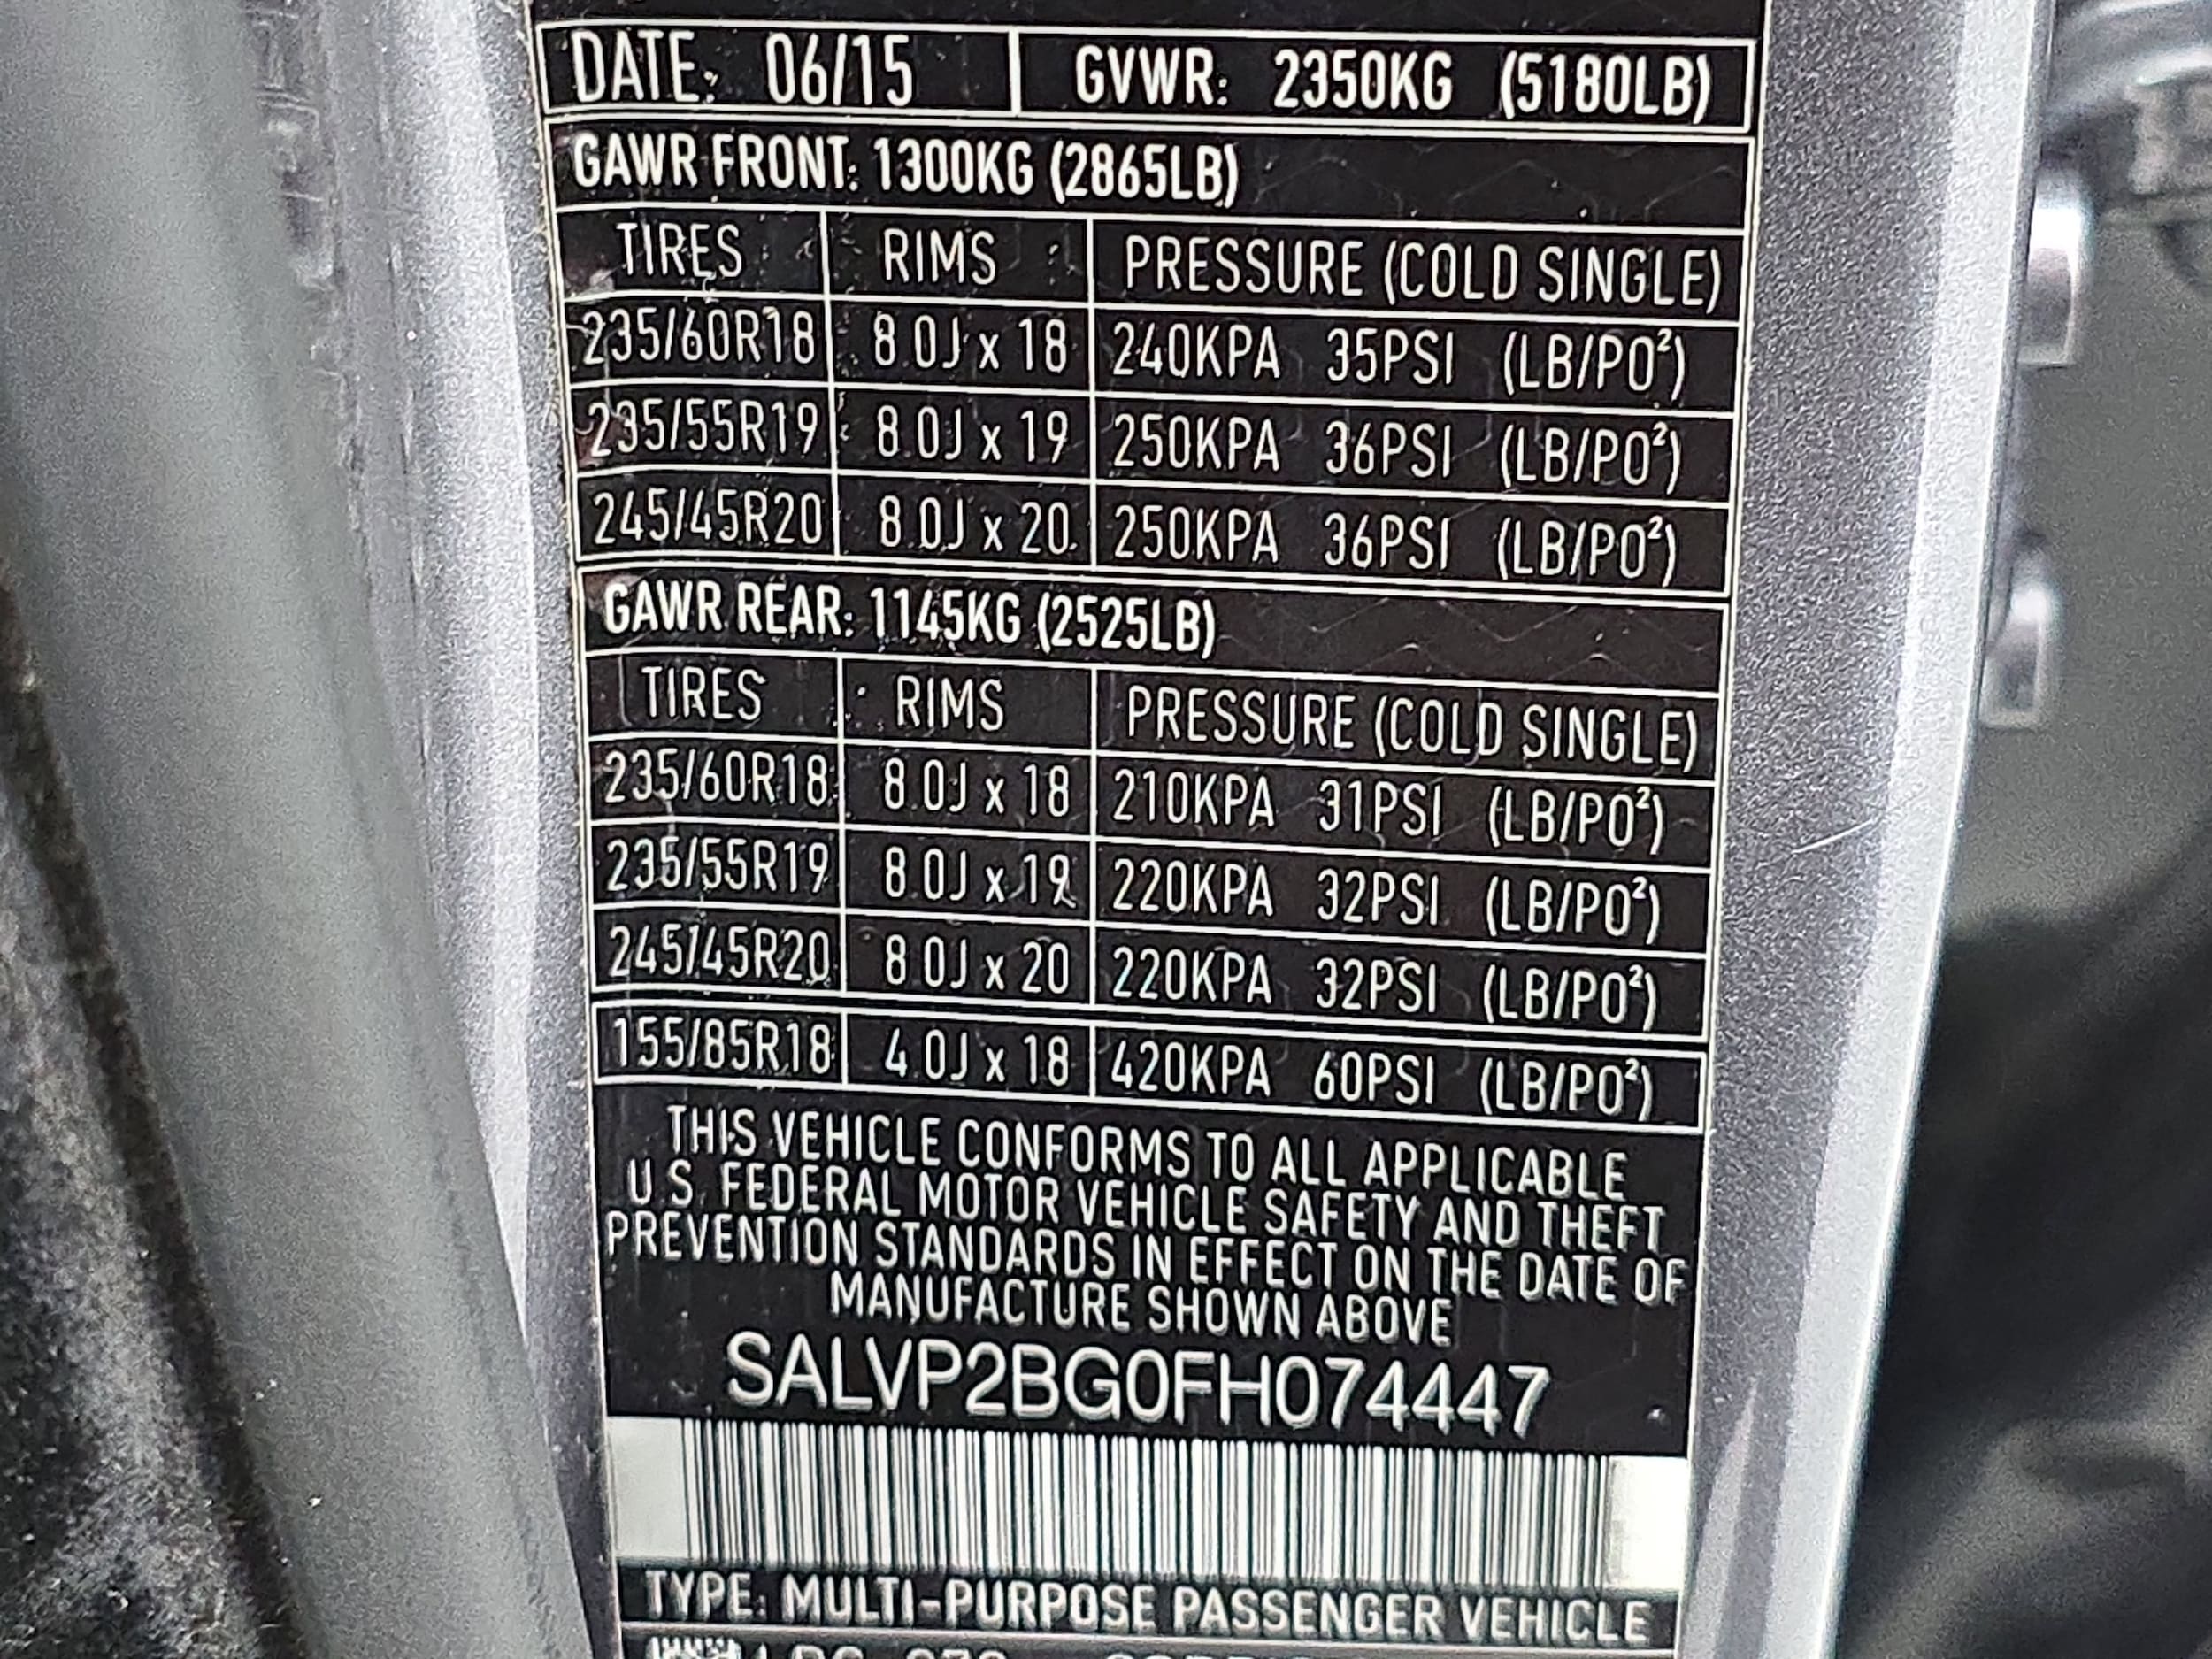 DATE: 06/15 GVWR: 2350KG (5180LB)
GAWR FRONT: 1300KG (2865LB)
TIRES RIMS PRESSURE (COLD SINGLE)
235/60R18 8.0J x 18 240KPA 35PSI (LB/PO²)
235/55R19 8.0J x 19 250KPA 36PSI (LB/PO²)
245/45R20 8.0J x 20 250KPA 36PSI (LB/PO²)
GAWR REAR: 1145KG (2525LB)
TIRES RIMS PRESSURE (COLD SINGLE)
235/60R18 8.0J x 18 210KPA 31PSI (LB/PO²)
235/55R19 8.0J x 19 220KPA 32PSI (LB/PO²)
245/45R20 8.0J x 20 220KPA 32PSI (LB/PO²)
155/85R18 4.0J x 18 420KPA 60PSI (LB/PO²)
THIS VEHICLE CONFORMS TO ALL APPLICABLE
U.S. FEDERAL MOTOR VEHICLE SAFETY AND THEFT
PREVENTION STANDARDS IN EFFECT ON THE DATE OF
MANUFACTURE SHOWN ABOVE
SALVP2BG0FH074447
TYPE: MULTI-PURPOSE PASSENGER VEHICLE